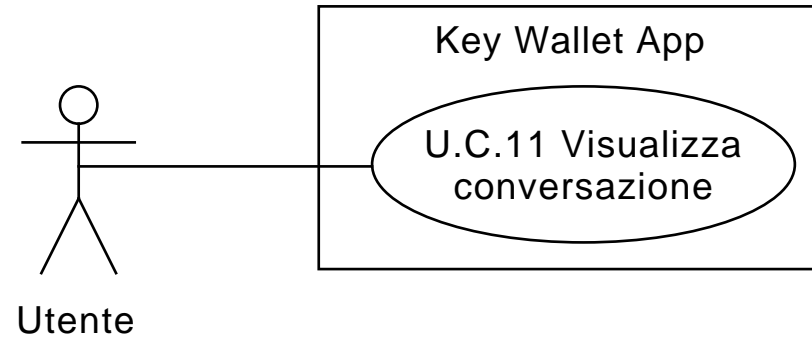 Key Wallet App
U.C.11 Visualizza
conversazione
Utente